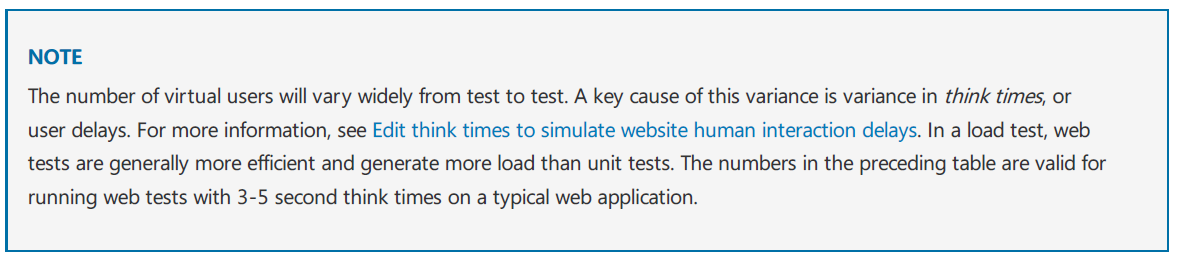 NOTE
The number of virtual users will vary widely from test to test. A key cause of this variance is variance in think times, or
user delays. For more information, see Edit think times to simulate website human interaction delays. In a load test, web
tests are generally more efficient and generate more load than unit tests. The numbers in the preceding table are valid for
running web tests with 3-5 second think times on a typical web application.